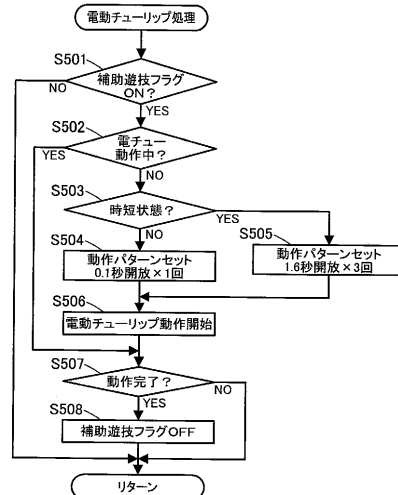 電動チューリップ処理
S501
補助遊技フラグ
ON?
NO
YES
S502
電チュー
動作中?
YES
NO
S503
時短状態?
YES
NO
S504
動作パターンセット
0.1秒開放×1回
S505
動作パターンセット
1.6秒開放×3回
S506
電動チューリップ動作開始
S507
動作完了?
NO
YES
S508
補助遊技フラグOFF
リターン